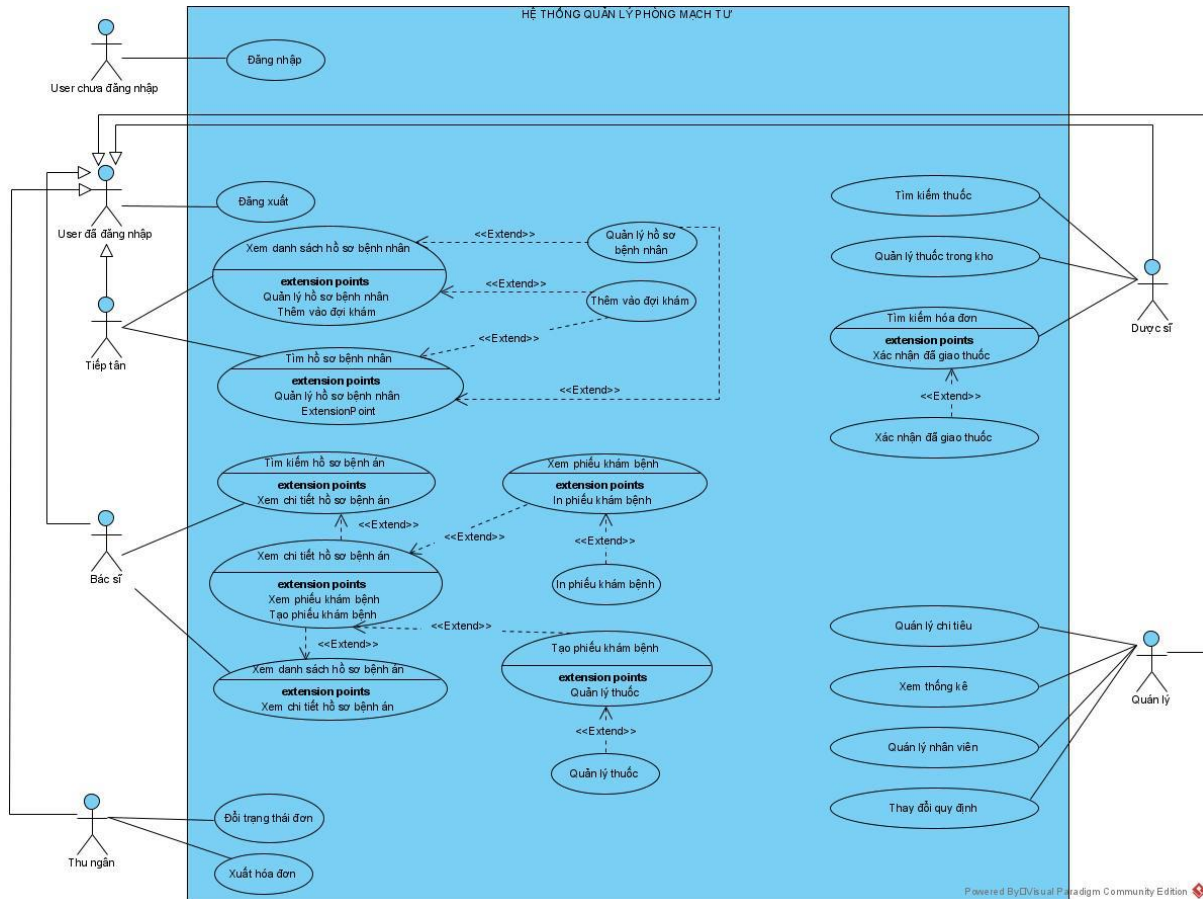 HỆ THỐNG QUẢN LÝ PHÒNG MẠCH TƯ
User chưa đăng nhập
Đăng nhập
User đã đăng nhập
Đăng xuất
Tiếp tân
Xem danh sách hồ sơ bệnh nhân
extension points
Quản lý hồ sơ bệnh nhân
Thêm vào đợi khám
<<Extend>>
Quản lý hồ sơ
bệnh nhân
<<Extend>>
Thêm vào đợi khám
<<Extend>>
Tìm hồ sơ bệnh nhân
extension points
Quản lý hồ sơ bệnh nhân
ExtensionPoint
<<Extend>>
Tìm kiếm thuốc
Quản lý thuốc trong kho
Tìm kiếm hóa đơn
extension points
Xác nhận đã giao thuốc
<<Extend>>
Xác nhận đã giao thuốc
Dược sĩ
Bác sĩ
Tìm kiếm hồ sơ bệnh án
extension points
Xem chi tiết hồ sơ bệnh án
<<Extend>>
Xem chi tiết hồ sơ bệnh án
extension points
Xem phiếu khám bệnh
Tạo phiếu khám bệnh
<<Extend>>
Xem phiếu khám bệnh
extension points
In phiếu khám bệnh
<<Extend>>
In phiếu khám bệnh
<<Extend>>
<<Extend>>
Xem danh sách hồ sơ bệnh án
extension points
Xem chi tiết hồ sơ bệnh án
Tạo phiếu khám bệnh
extension points
Quản lý thuốc
<<Extend>>
Quản lý thuốc
Quản lý chi tiêu
Xem thống kê
Quản lý nhân viên
Thay đổi quy định
Quản lý
Thu ngân
Đổi trạng thái đơn
Xuất hóa đơn
Powered By Visual Paradigm Community Edition